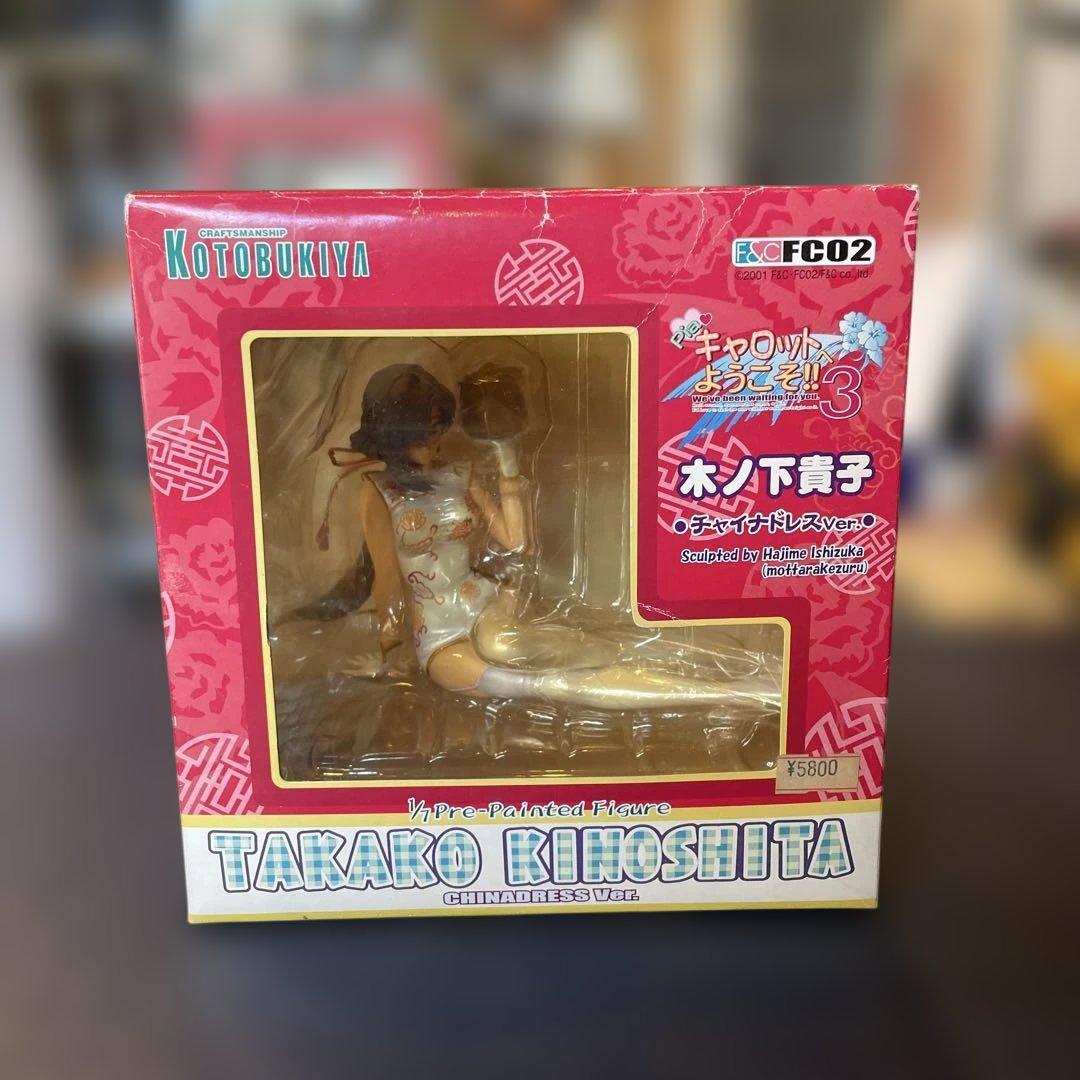 CRAFTSMANSHIP
KOTOBUKIYA
F&C FC02
©2001 F&C・FC02/F&C co.,ltd.
Pia♥
キャロットへ
ようこそ!!
3
We've been waiting for you.
木ノ下貴子
●チャイナドレスVer.●
Sculpted by Hajime Ishizuka
(mottarakezuru)
¥5800
1/7 Pre-Painted Figure
TAKAKO KINOSHITA
CHINADRESS Ver.